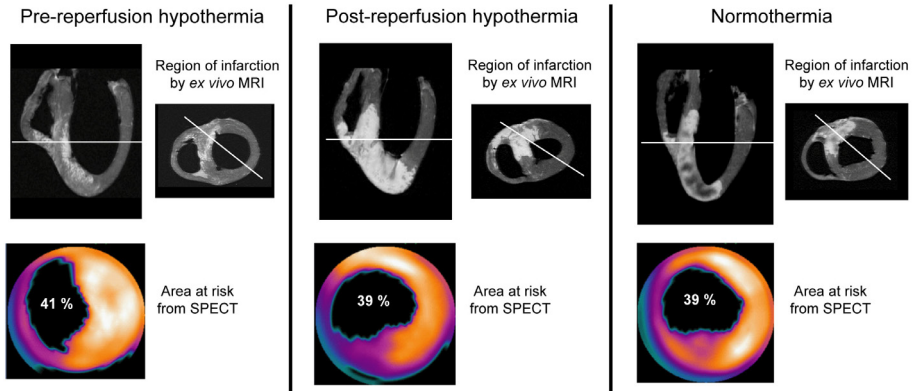 Pre-reperfusion hypothermia
Region of infarction
by ex vivo MRI
41 %
Area at risk
from SPECT
Post-reperfusion hypothermia
Region of infarction
by ex vivo MRI
39 %
Area at risk
from SPECT
Normothermia
Region of infarction
by ex vivo MRI
39 %
Area at risk
from SPECT